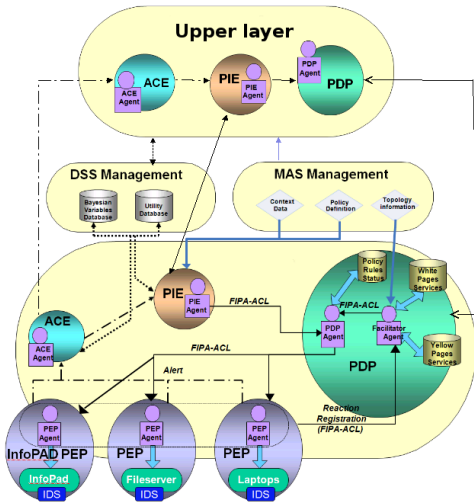 Upper layer
ACE
Agent
ACE
PIE
PIE
Agent
PDP
Agent
PDP
DSS Management
Bayesian
Variables
Database
Utility
Database
MAS Management
Context
Data
Policy
Definition
Topology
information
Policy
Rules
Status
White
Pages
Services
PIE
PIE
Agent
FIPA-ACL
FIPA-ACL
PDP
Agent
Facilitator
Agent
Yellow
Pages
Services
PDP
ACE
ACE
Agent
FIPA-ACL
Alert
Reaction
Registration
(FIPA-ACL)
PEP
Agent
InfoPAD PEP
InfoPad
IDS
PEP
Agent
PEP
Fileserver
IDS
PEP
Agent
PEP
Laptops
IDS